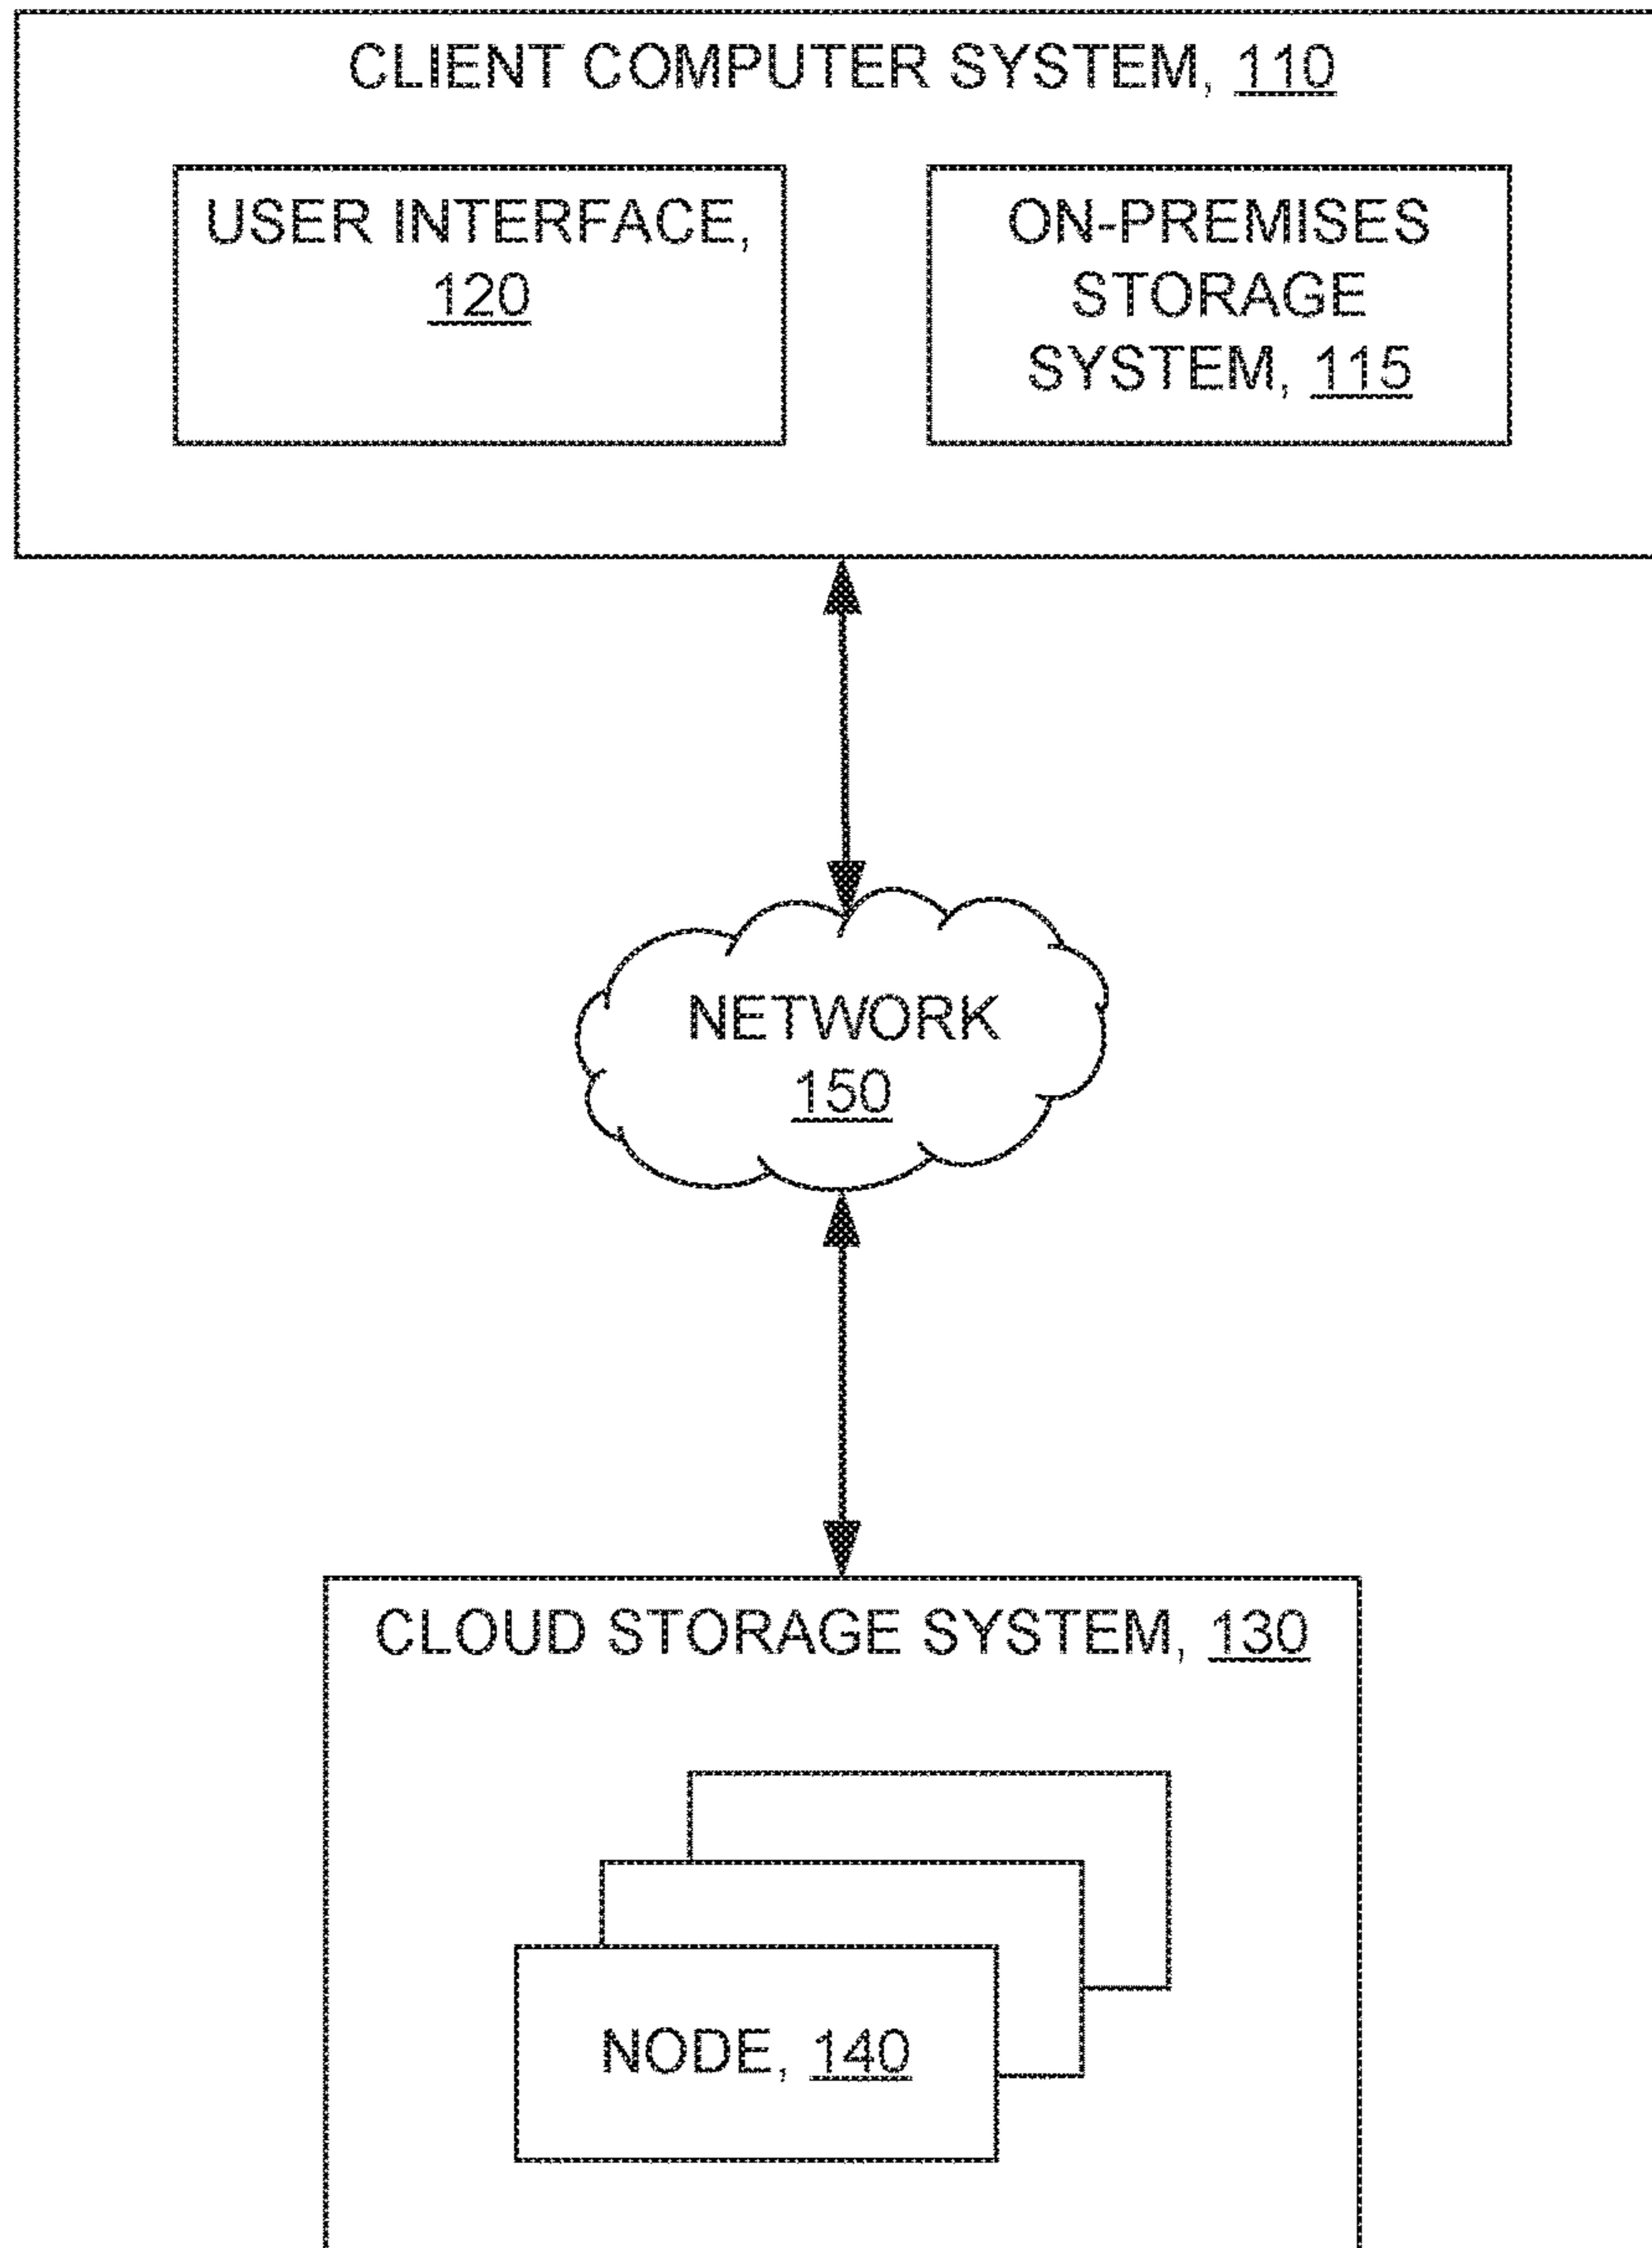 CLIENT COMPUTER SYSTEM, 110
USER INTERFACE,
120
ON-PREMISES
STORAGE
SYSTEM, 115
NETWORK
150
CLOUD STORAGE SYSTEM, 130
NODE, 140